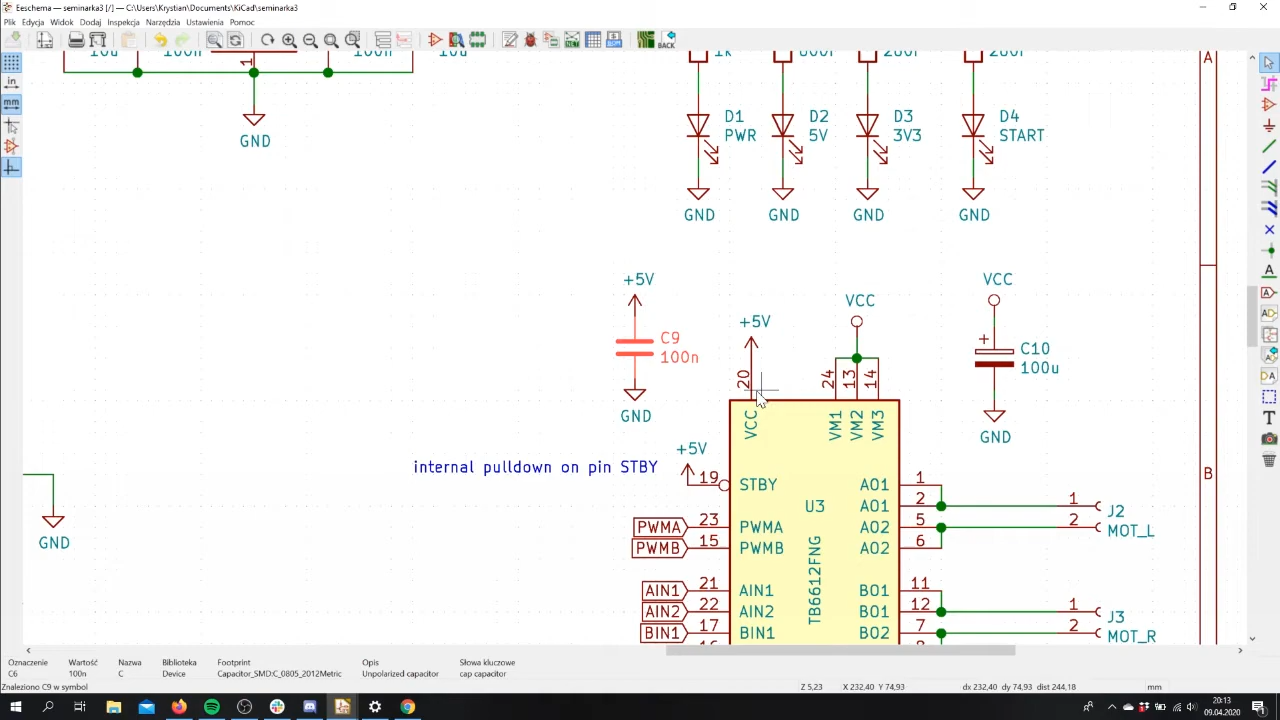 Eeschema — seminarka3 [/] — C:\Users\Krystian\Documents\KiCad\seminarka3
Plik Edycja Widok Dodaj Inspekcja Narzędzia Ustawienia Pomoc
BACK
in
mm
1
GND
D1
PWR
D2
5V
D3
3V3
D4
START
GND GND GND GND
A
+5V
C9
100n
GND
+5V
VCC
VCC
C10
100u
GND
20 24 13 14
VCC VM1 VM2 VM3
internal pulldown on pin STBY
+5V
19 STBY
PWMA 23 PWMA
PWMB 15 PWMB
AIN1 21 AIN1
AIN2 22 AIN2
BIN1 17 BIN1
U3
TB6612FNG
AO1 1
AO1 2
AO2 5
AO2 6
BO1 11
BO1 12
BO2 7
1
2
J2
MOT_L
1
2
J3
MOT_R
B
GND
Oznaczenie Wartość Nazwa Biblioteka Footprint Opis Słowa kluczowe
C6 100n C Device Capacitor_SMD:C_0805_2012Metric Unpolarized capacitor cap capacitor
Znaleziono C9 w symbol
Z 5,23 X 232,40 Y 74,93 dx 232,40 dy 74,93 dist 244,18 mm
20:13
09.04.2020